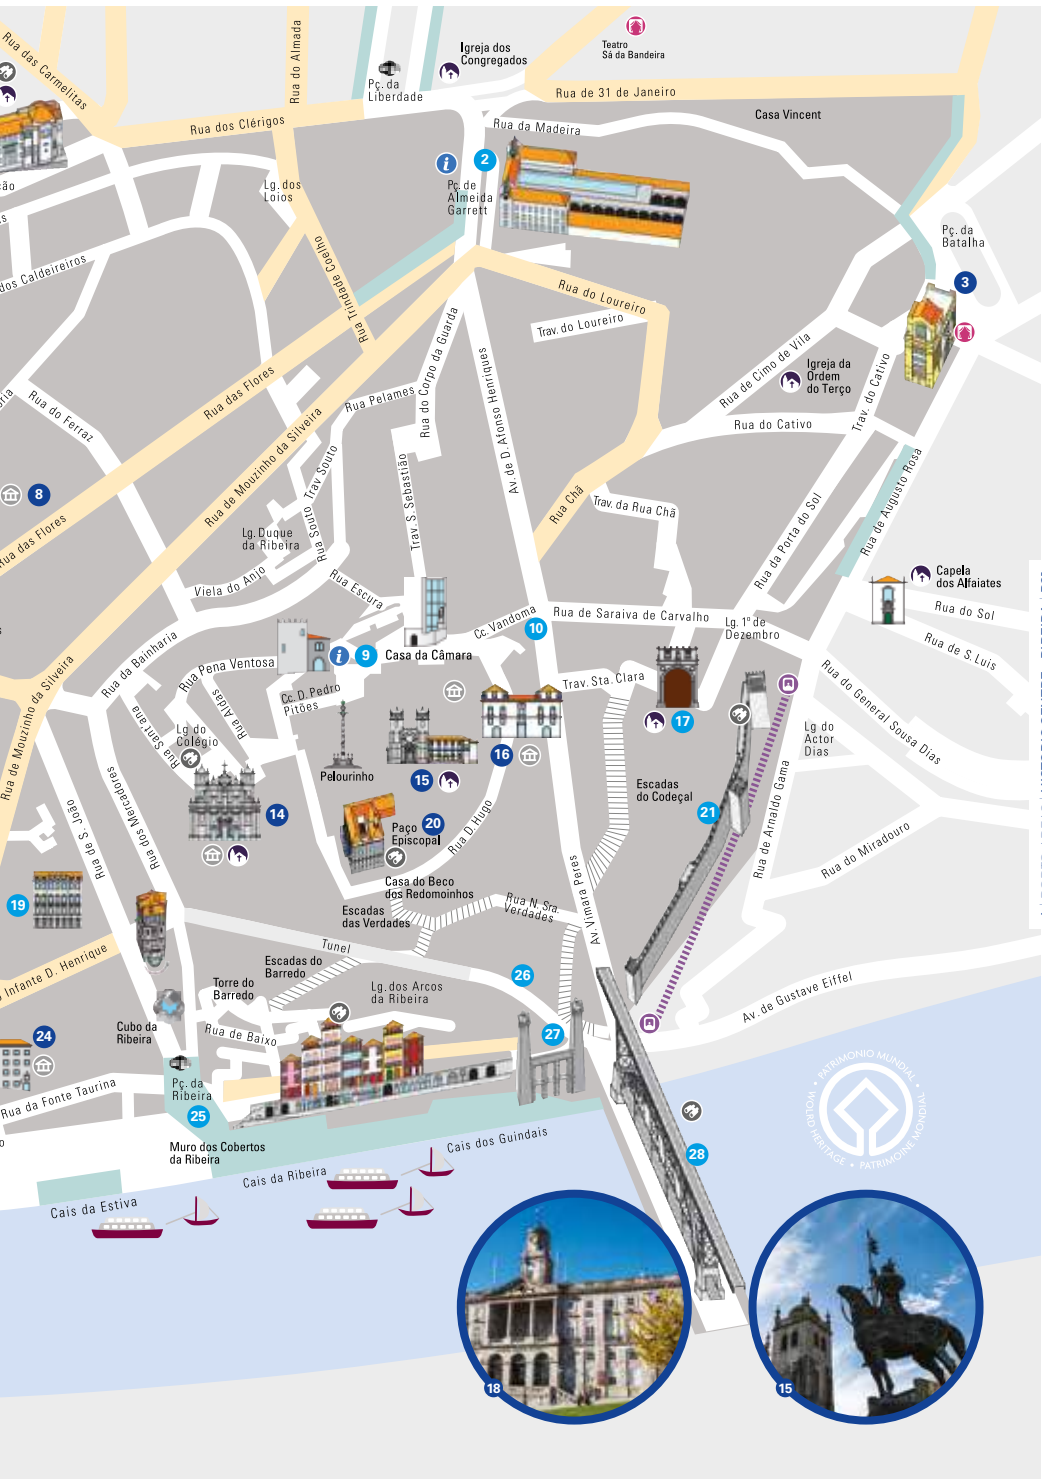 Rua das Carmelitas
Rua do Almada
Pç. da
Liberdade
Igreja dos
Congregados
Teatro
Sá da Bandeira
Rua dos Clérigos
Rua de 31 de Janeiro
Rua da Madeira
Casa Vincent
ção
Lg. dos
Loios
i
2
Pç. de
Almeida
Garrett
Pç. da
Batalha
3
dos Caldeireiros
Rua Trindade Coelho
Rua do Loureiro
Trav. do Loureiro
Rua do Corpo da Guarda
Av. de D. Afonso Henriques
Rua de Cimo de Vila
Igreja da
Ordem
do Terço
Trav. do Cativo
Rua das Flores
Rua Pelames
Rua do Ferraz
Rua de Mouzinho da Silveira
Rua do Cativo
8
Rua das Flores
Rua Souto
Trav Souto
Trav. S. Sebastião
Rua Chã
Trav. da Rua Chã
Rua da Porta do Sol
Rua de Augusto Rosa
Lg. Duque
da Ribeira
Viela do Anjo
Rua Escura
Capela
dos Alfaiates
Rua do Sol
Rua de S. Luis
Rua de Saraiva de Carvalho
Lg. 1º de
Dezembro
Cc. Vandoma
10
i
9
Casa da Câmara
Rua da Bainharia
Rua Pena Ventosa
Rua de Mouzinho da Silveira
Rua Sant'ana
Rua Aldas
Cc. D. Pedro
Pitões
Trav. Sta. Clara
17
Rua do General Sousa Dias
Lg do
Actor
Dias
Lg do
Colégio
Pelourinho
15
16
Escadas
do Codeçal
21
Rua de Arnaldo Gama
Rua do Miradouro
14
Rua de S. João
Rua dos Mercadores
20
Paço
Episcopal
Rua D. Hugo
Casa do Beco
dos Redomoinhos
Escadas
das Verdades
Rua N. Sra.
Verdades
Av. Vimara Peres
19
Infante D. Henrique
Tunel
Escadas do
Barredo
26
Torre do
Barredo
Lg. dos Arcos
da Ribeira
Av. de Gustave Eiffel
24
Cubo da
Ribeira
Rua de Baixo
27
Rua da Fonte Taurina
Pç. da
Ribeira
25
Muro dos Cobertos
da Ribeira
Cais dos Guindais
Cais da Ribeira
Cais da Estiva
28
PATRIMONIO MUNDIAL
WOLRD HERITAGE • PATRIMOINE MONDIAL
18
15